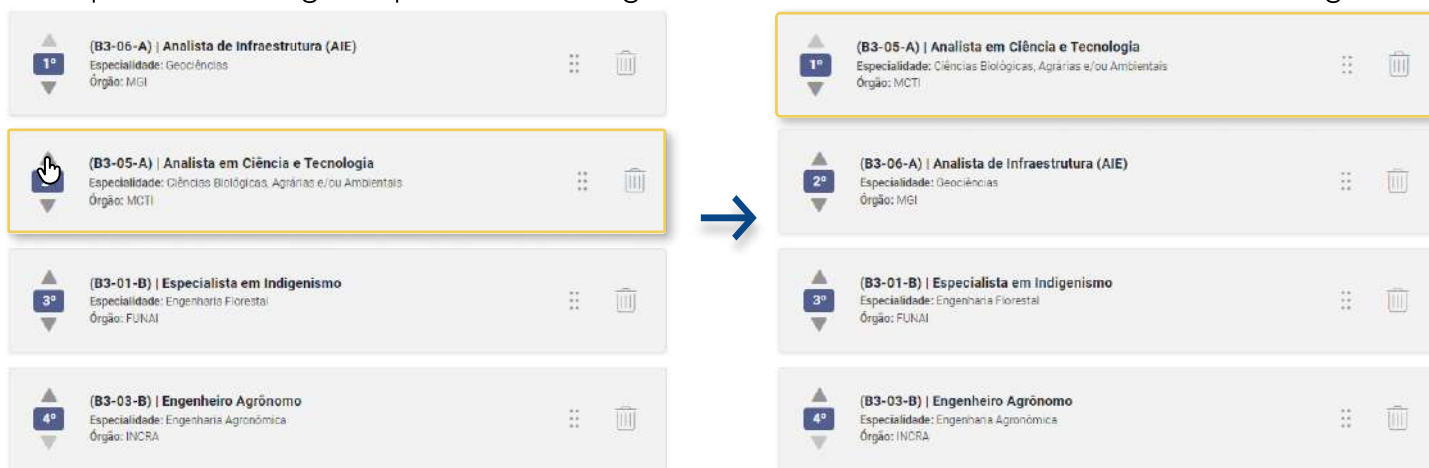 1º
(B3-06-A) | Analista de Infraestrutura (AIE)
Especialidade: Geociências
Órgão: MGI
(B3-05-A) | Analista em Ciência e Tecnologia
Especialidade: Ciências Biológicas, Agrárias e/ou Ambientais
Órgão: MCTI
3º
(B3-01-B) | Especialista em Indigenismo
Especialidade: Engenharia Florestal
Órgão: FUNAI
4º
(B3-03-B) | Engenheiro Agrônomo
Especialidade: Engenharia Agronômica
Órgão: INCRA
1º
(B3-05-A) | Analista em Ciência e Tecnologia
Especialidade: Ciências Biológicas, Agrárias e/ou Ambientais
Órgão: MCTI
2º
(B3-06-A) | Analista de Infraestrutura (AIE)
Especialidade: Geociências
Órgão: MGI
3º
(B3-01-B) | Especialista em Indigenismo
Especialidade: Engenharia Florestal
Órgão: FUNAI
4º
(B3-03-B) | Engenheiro Agrônomo
Especialidade: Engenharia Agronômica
Órgão: INCRA